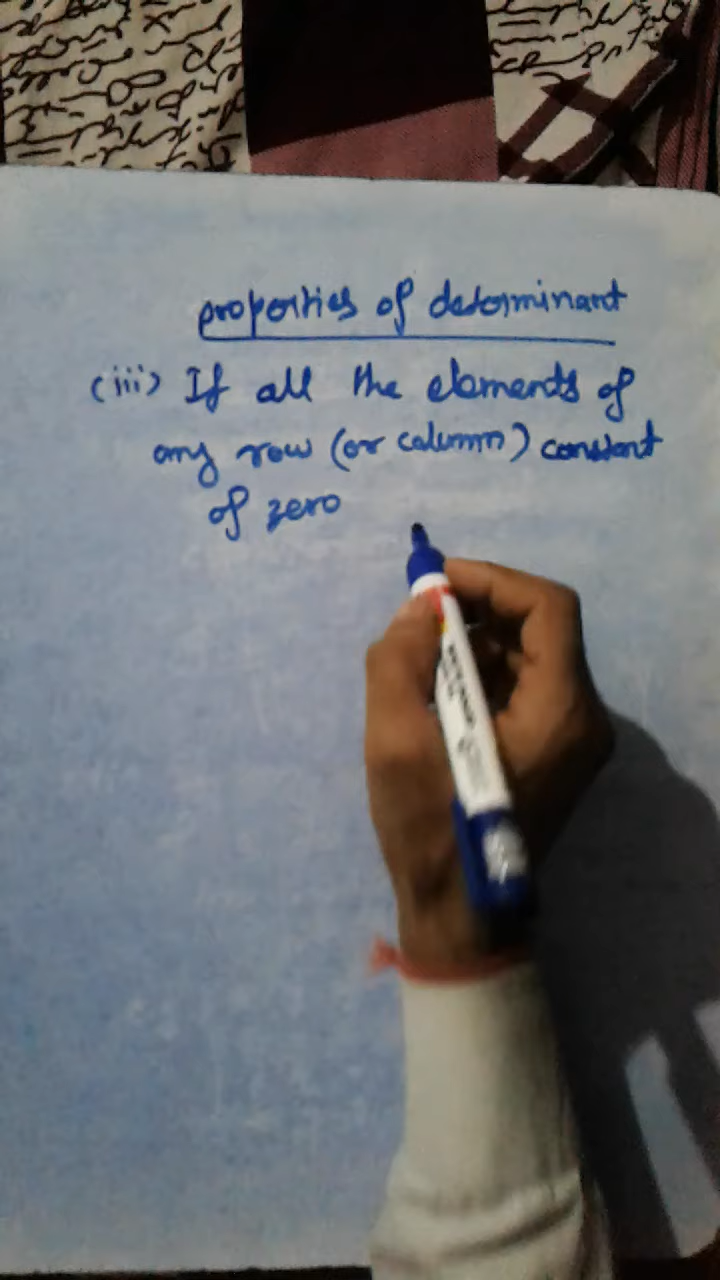 properties of determinant
(iii) If all the elements of
any row (or column) constant
of zero